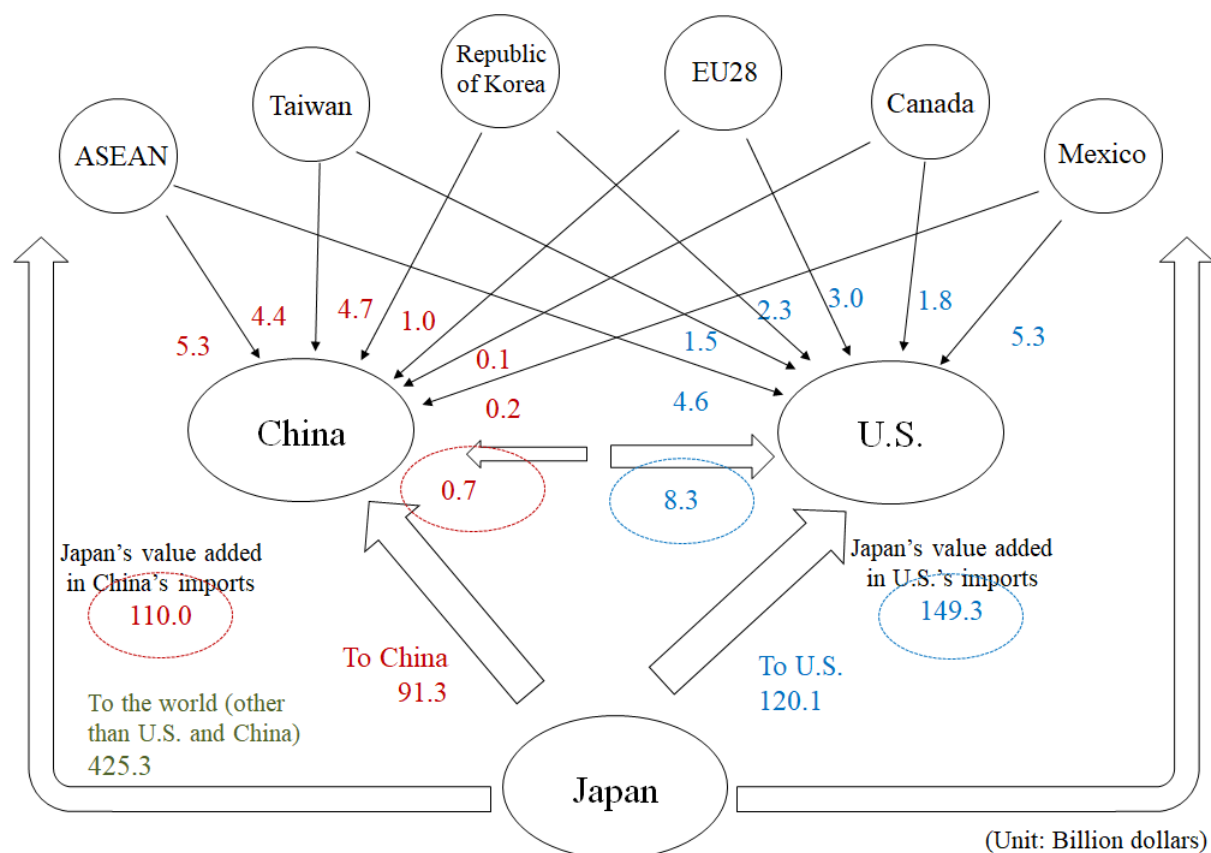 Republic
of Korea
EU28
Taiwan
Canada
ASEAN
Mexico
5.3
4.4
4.7
1.0
0.1
0.2
1.5
2.3
3.0
1.8
5.3
4.6
China
U.S.
0.7
8.3
Japan’s value added
in China’s imports
110.0
Japan’s value added
in U.S.’s imports
149.3
To China
91.3
To U.S.
120.1
To the world (other
than U.S. and China)
425.3
Japan
(Unit: Billion dollars)